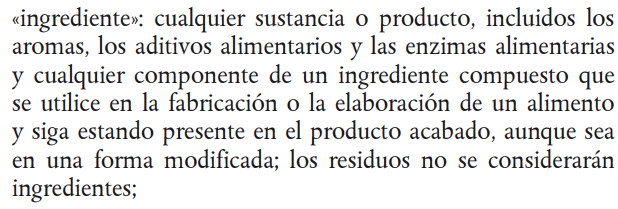 «ingrediente»: cualquier sustancia o producto, incluidos los
aromas, los aditivos alimentarios y las enzimas alimentarias
y cualquier componente de un ingrediente compuesto que
se utilice en la fabricación o la elaboración de un alimento
y siga estando presente en el producto acabado, aunque sea
en una forma modificada; los residuos no se considerarán
ingredientes;